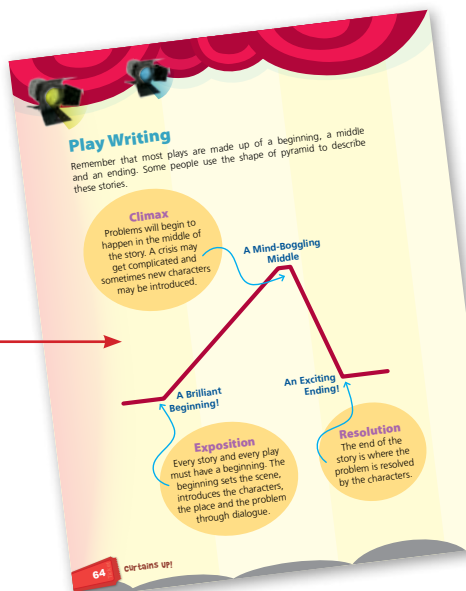 Play Writing
Remember that most plays are made up of a beginning, a middle
and an ending. Some people use the shape of pyramid to describe
these stories.
Climax
Problems will begin to
happen in the middle of
the story. A crisis may
get complicated and
sometimes new characters
may be introduced.
A Mind-Boggling
Middle
A Brilliant
Beginning!
An Exciting
Ending!
Exposition
Every story and every play
must have a beginning. The
beginning sets the scene,
introduces the characters,
the place and the problem
through dialogue.
Resolution
The end of the
story is where the
problem is resolved
by the characters.
64
Curtains Up!